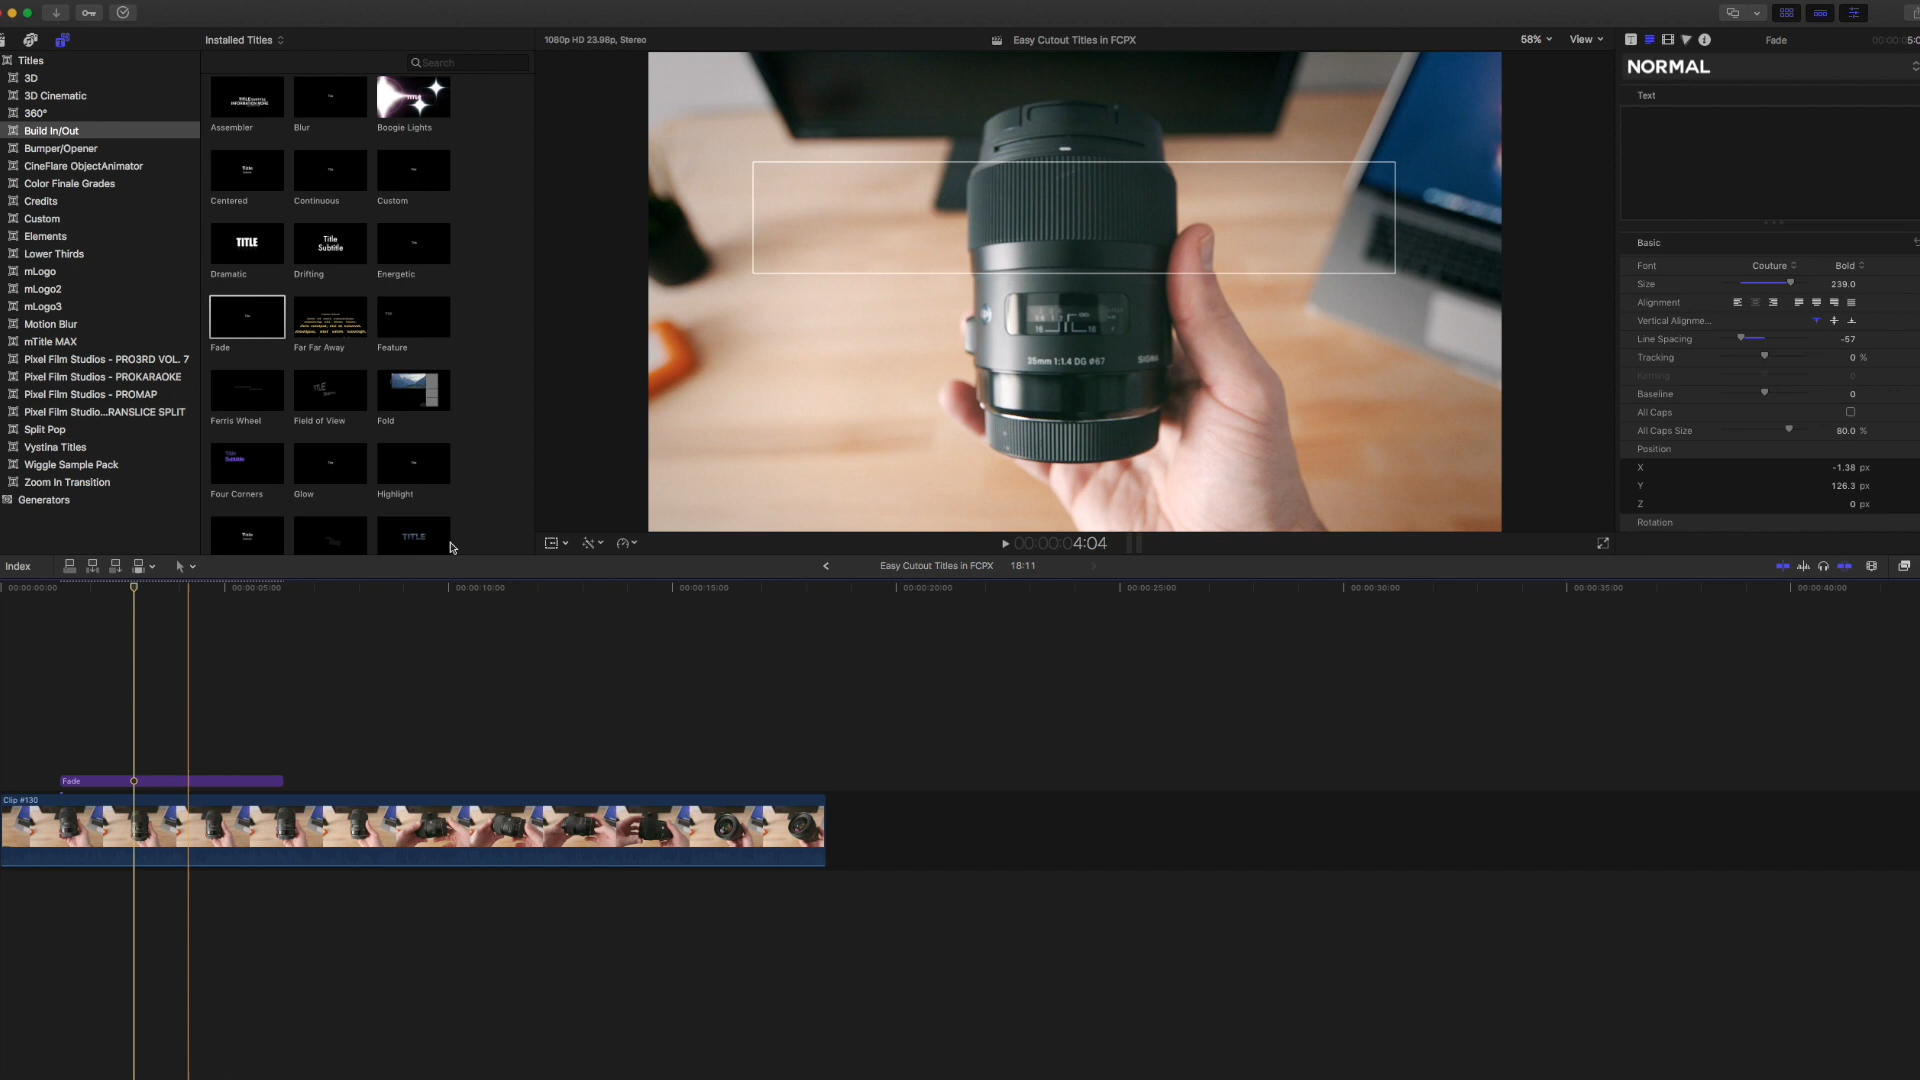 Installed Titles
1080p HD 23.98p, Stereo
Easy Cutout Titles in FCPX
58%
View
Fade
Search
NORMAL
Titles
3D
3D Cinematic
360°
Build In/Out
Bumper/Opener
CineFlare ObjectAnimator
Color Finale Grades
Credits
Custom
Elements
Lower Thirds
mLogo
mLogo2
mLogo3
Motion Blur
mTitle MAX
Pixel Film Studios - PRO3RD VOL. 7
Pixel Film Studios - PROKARAOKE
Pixel Film Studios - PROMAP
Pixel Film Studio...RANSLICE SPLIT
Split Pop
Vystina Titles
Wiggle Sample Pack
Zoom In Transition
Generators
Assembler
Blur
Boogie Lights
Title
Centered
Continuous
Custom
TITLE
Title
Subtitle
Dramatic
Drifting
Energetic
Fade
Far Far Away
Feature
Ferris Wheel
Field of View
Fold
Title
Subtitle
Four Corners
Glow
Highlight
TITLE
35mm 1:1.4 DG Ø67
SIGMA
Text
Basic
Font Couture Bold
Size 239.0
Alignment
Vertical Alignme...
Line Spacing -57
Tracking 0 %
Kerning 0
Baseline 0
All Caps
All Caps Size 80.0 %
Position
X -1.38 px
Y 126.3 px
Z 0 px
Rotation
00:00:04:04
Index
Easy Cutout Titles in FCPX 18:11
00:00:00:00
00:00:05:00
00:00:10:00
00:00:15:00
00:00:20:00
00:00:25:00
00:00:30:00
00:00:35:00
00:00:40:00
Fade
Clip #130